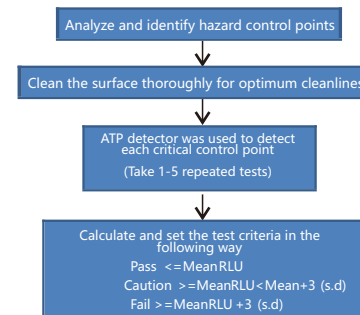 Analyze and identify hazard control points
Clean the surface thoroughly for optimum cleanlines
ATP detector was used to detect
each critical control point
(Take 1-5 repeated tests)
Calculate and set the test criteria in the
following way
Pass <=MeanRLU
Caution >=MeanRLU<Mean+3 (s.d)
Fail >=MeanRLU +3 (s.d)